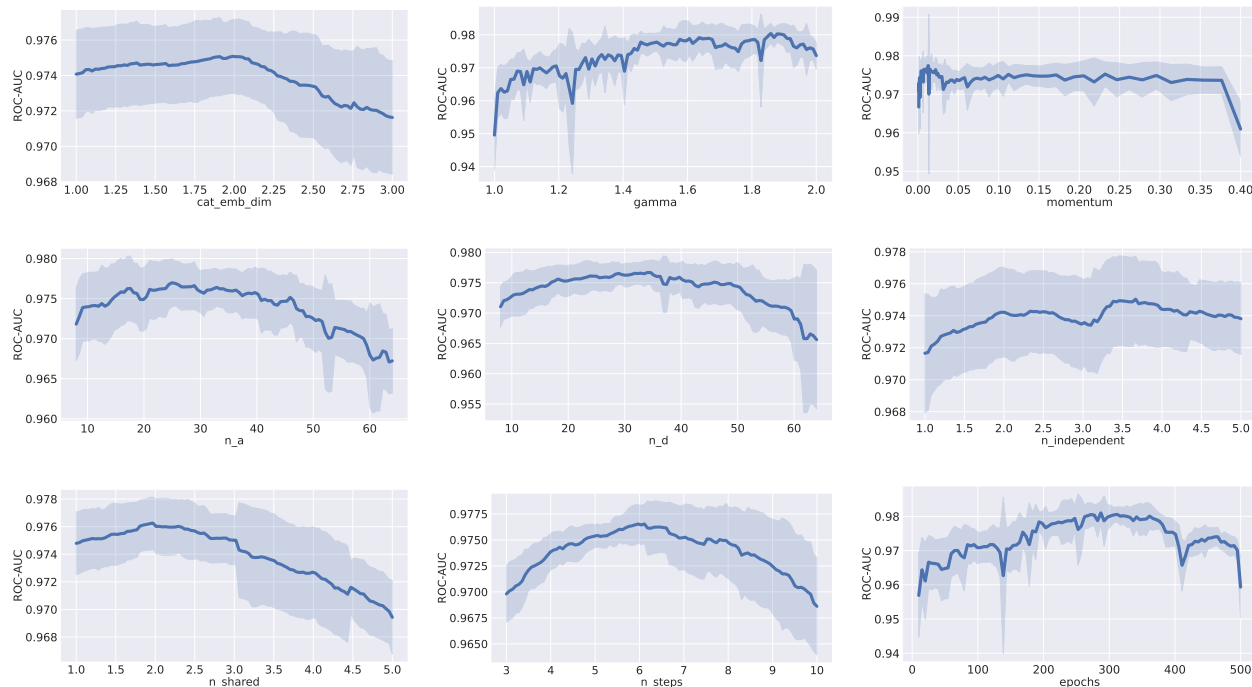 ROC-AUC
0.976
0.974
0.972
0.970
0.968
1.00 1.25 1.50 1.75 2.00 2.25 2.50 2.75 3.00
cat_emb_dim
ROC-AUC
0.98
0.97
0.96
0.95
0.94
1.0 1.2 1.4 1.6 1.8 2.0
gamma
ROC-AUC
0.99
0.98
0.97
0.96
0.95
0.00 0.05 0.10 0.15 0.20 0.25 0.30 0.35 0.40
momentum
ROC-AUC
0.980
0.975
0.970
0.965
0.960
10 20 30 40 50 60
n_a
ROC-AUC
0.980
0.975
0.970
0.965
0.960
0.955
10 20 30 40 50 60
n_d
ROC-AUC
0.978
0.976
0.974
0.972
0.970
0.968
1.0 1.5 2.0 2.5 3.0 3.5 4.0 4.5 5.0
n_independent
ROC-AUC
0.978
0.976
0.974
0.972
0.970
0.968
1.0 1.5 2.0 2.5 3.0 3.5 4.0 4.5 5.0
n_shared
ROC-AUC
0.9775
0.9750
0.9725
0.9700
0.9675
0.9650
3 4 5 6 7 8 9 10
n_steps
ROC-AUC
0.98
0.97
0.96
0.95
0.94
0 100 200 300 400 500
epochs